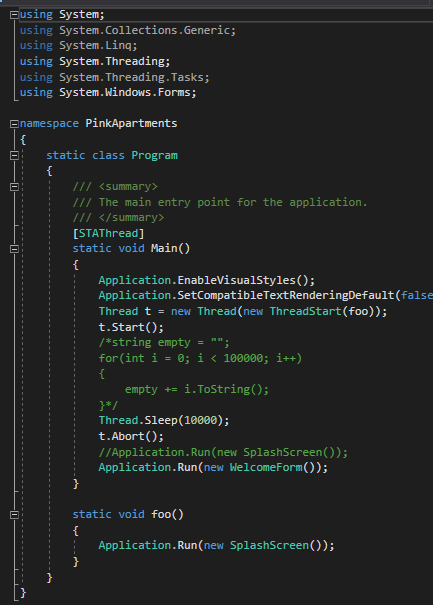 using System;
using System.Collections.Generic;
using System.Linq;
using System.Threading;
using System.Threading.Tasks;
using System.Windows.Forms;
namespace PinkApartments
{
    static class Program
    {
        /// <summary>
        /// The main entry point for the application.
        /// </summary>
        [STAThread]
        static void Main()
        {
            Application.EnableVisualStyles();
            Application.SetCompatibleTextRenderingDefault(false
            Thread t = new Thread(new ThreadStart(foo));
            t.Start();
            /*string empty = "";
            for(int i = 0; i < 100000; i++)
            {
                empty += i.ToString();
            }*/
            Thread.Sleep(10000);
            t.Abort();
            //Application.Run(new SplashScreen());
            Application.Run(new WelcomeForm());
        }
        static void foo()
        {
            Application.Run(new SplashScreen());
        }
    }
}